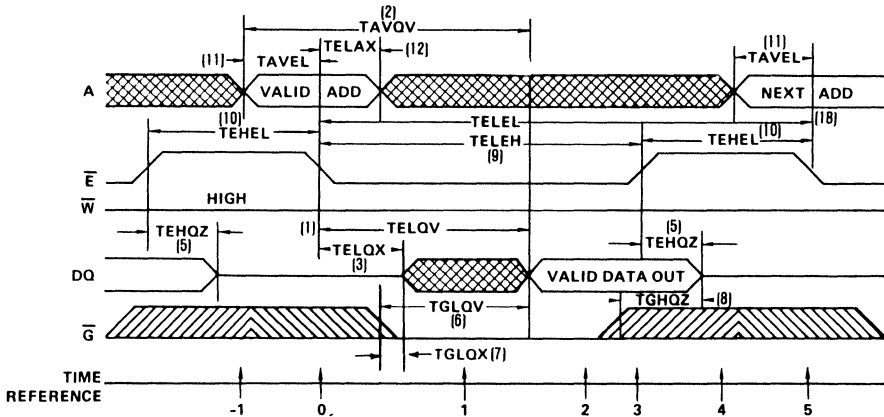 (2)
TAVQV
TELAX
(11) (12) (11)
TAVEL TAVEL
A VALID ADD NEXT ADD
(10) TELEL (18)
TEHEL TELEH TEHEL (10)
(9)
E
W HIGH
TEHQZ (1) TELQV (5)
(5) TELQX TEHQZ
(3)
DQ VALID DATA OUT
TGLQV TGHQZ (8)
(6)
G
TGLQX (7)
TIME
REFERENCE
-1 0 1 2 3 4 5